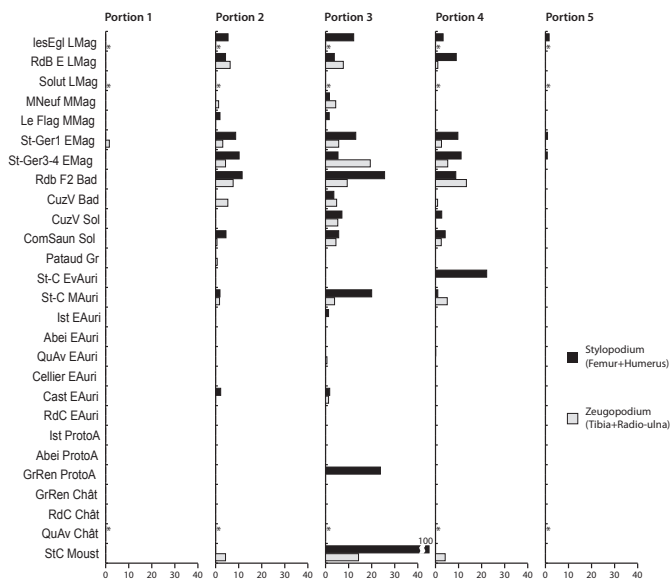 Portion 1 Portion 2 Portion 3 Portion 4 Portion 5
IesEgl LMag
* * * * *
RdB E LMag
Solut LMag
* * * * *
MNeuf MMag
Le Flag MMag
St-Ger1 EMag
St-Ger3-4 EMag
Rdb F2 Bad
CuzV Bad
CuzV Sol
ComSaun Sol
Pataud Gr
St-C EvAuri
St-C MAuri
Ist EAuri
Abei EAuri
QuAv EAuri
Cellier EAuri
Cast EAuri
RdC EAuri
Ist ProtoA
Abei ProtoA
GrRen ProtoA
GrRen Chât
RdC Chât
QuAv Chât
* * * * *
StC Moust
100
0 10 20 30 40 0 10 20 30 40 0 10 20 30 40 0 10 20 30 40 0 10 20 30 40
Stylopodium
(Femur+Humerus)
Zeugopodium
(Tibia+Radio-ulna)